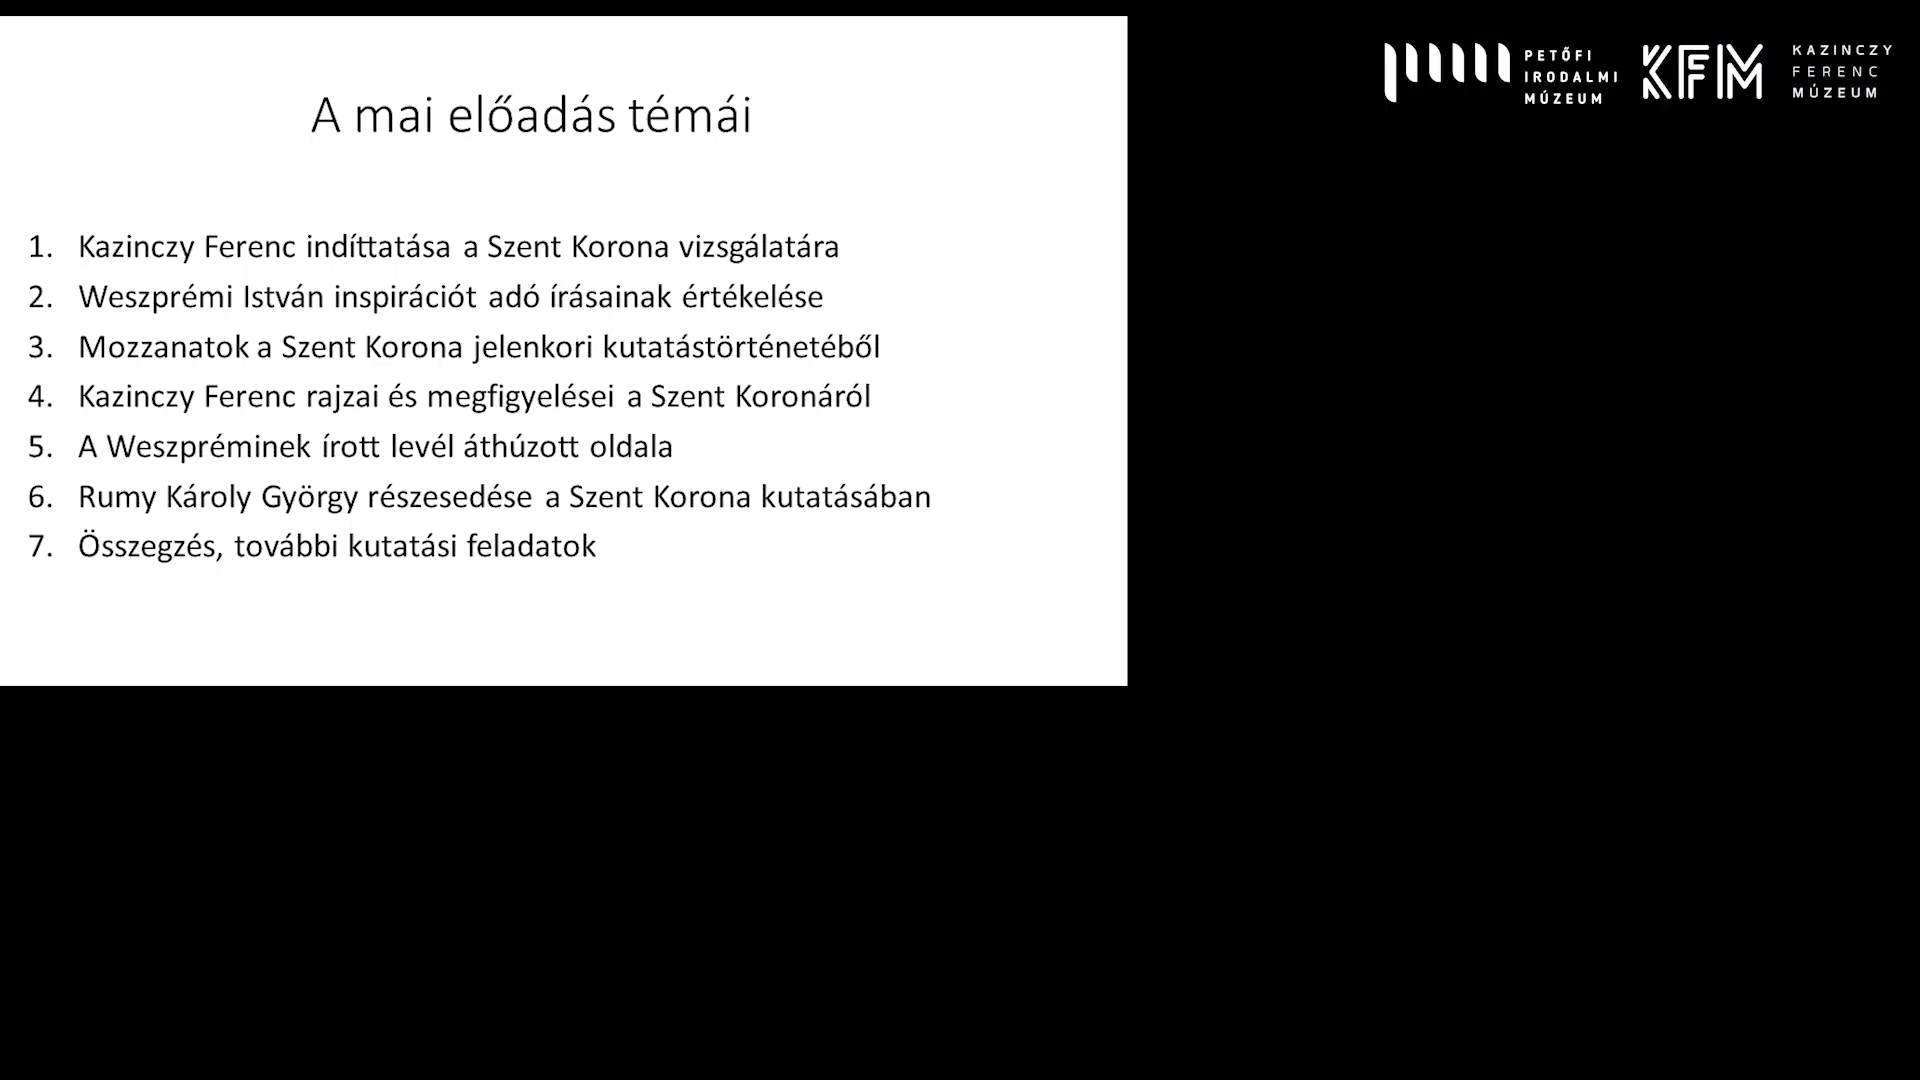 A mai előadás témái
1. Kazinczy Ferenc indíttatása a Szent Korona vizsgálatára
2. Weszprémi István inspirációt adó írásainak értékelése
3. Mozzanatok a Szent Korona jelenkori kutatástörténetéből
4. Kazinczy Ferenc rajzai és megfigyelései a Szent Koronáról
5. A Weszpréminek írott levél áthúzott oldala
6. Rumy Károly György részesedése a Szent Korona kutatásában
7. Összegzés, további kutatási feladatok
PETŐFI
IRODALMI
MÚZEUM
KFM
KAZINCZY
FERENC
MÚZEUM